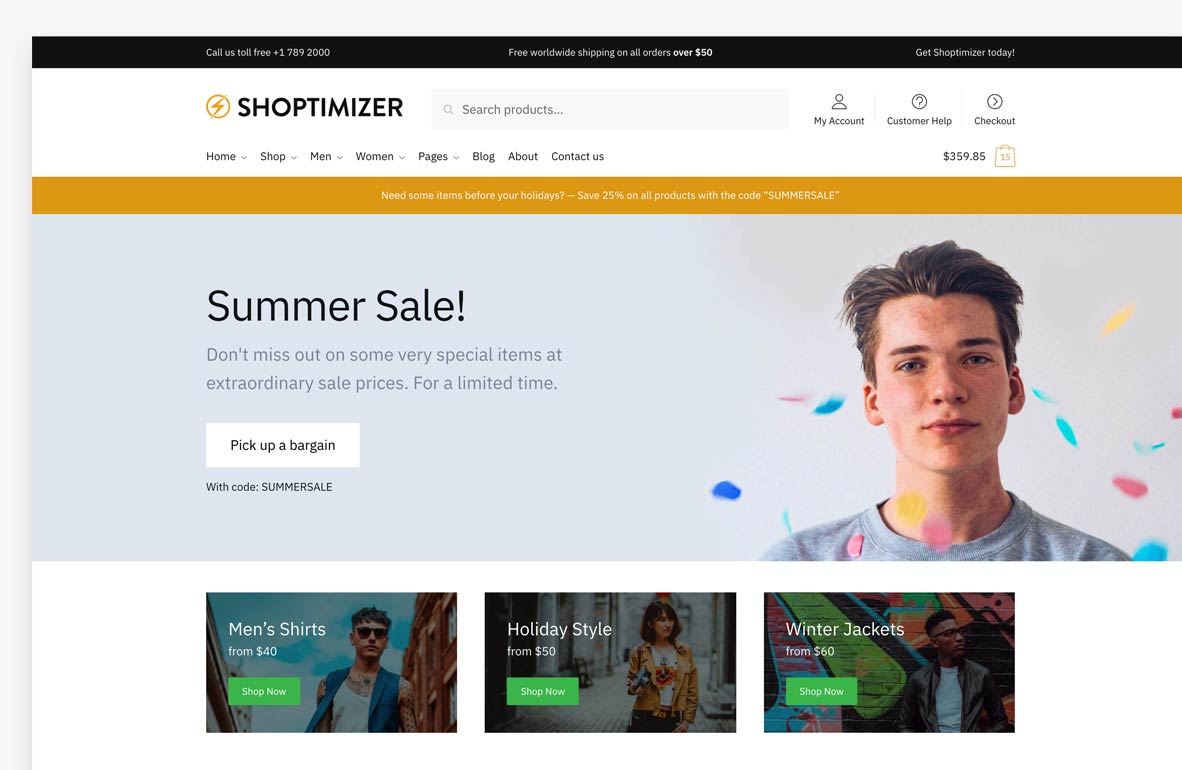 Call us toll free +1 789 2000
Free worldwide shipping on all orders over $50
Get Shoptimizer today!
SHOPTIMIZER
Search products...
My Account
Customer Help
Checkout
Home
Shop
Men
Women
Pages
Blog
About
Contact us
$359.85
15
Need some items before your holidays? — Save 25% on all products with the code “SUMMERSALE”
Summer Sale!
Don't miss out on some very special items at
extraordinary sale prices. For a limited time.
Pick up a bargain
With code: SUMMERSALE
Men’s Shirts
from $40
Shop Now
Holiday Style
from $50
Shop Now
Winter Jackets
from $60
Shop Now